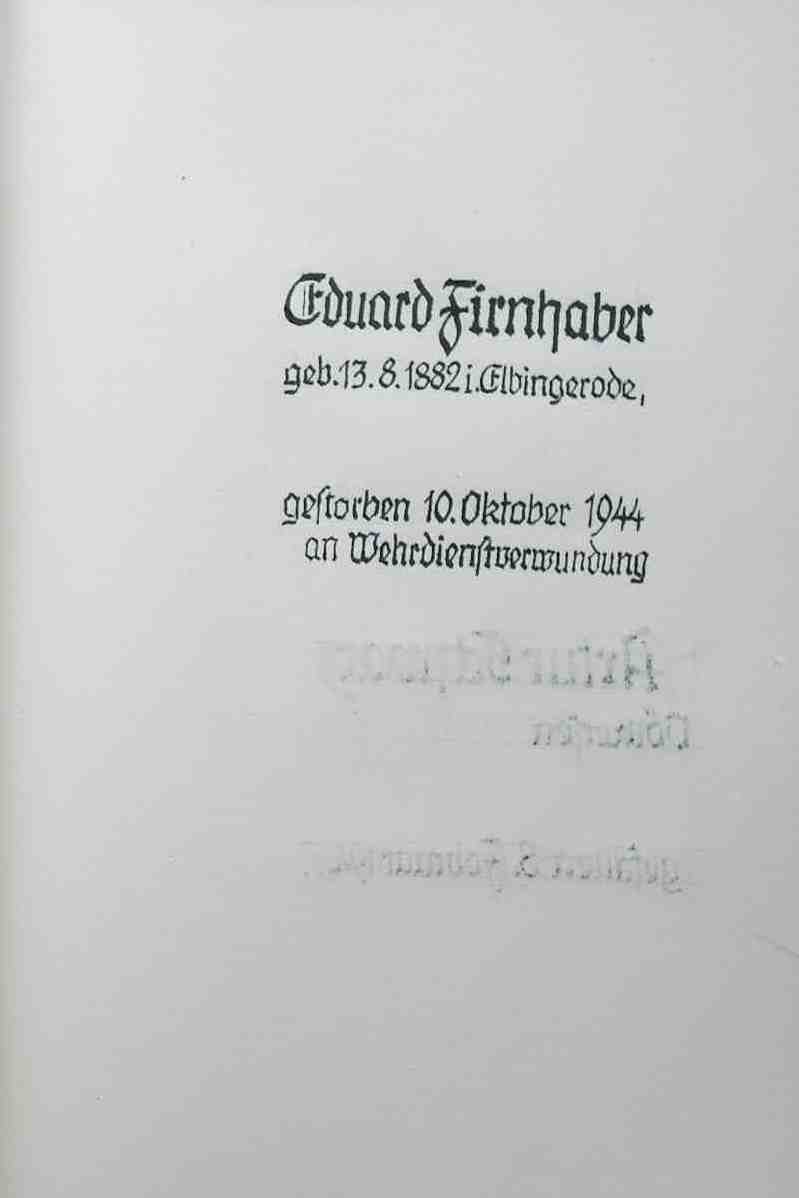 Eduard Firnhaber
geb. 13. 8. 1882 i. Elbingerode,
gestorben 10. Oktober 1944
an Wehrdienstverwundung